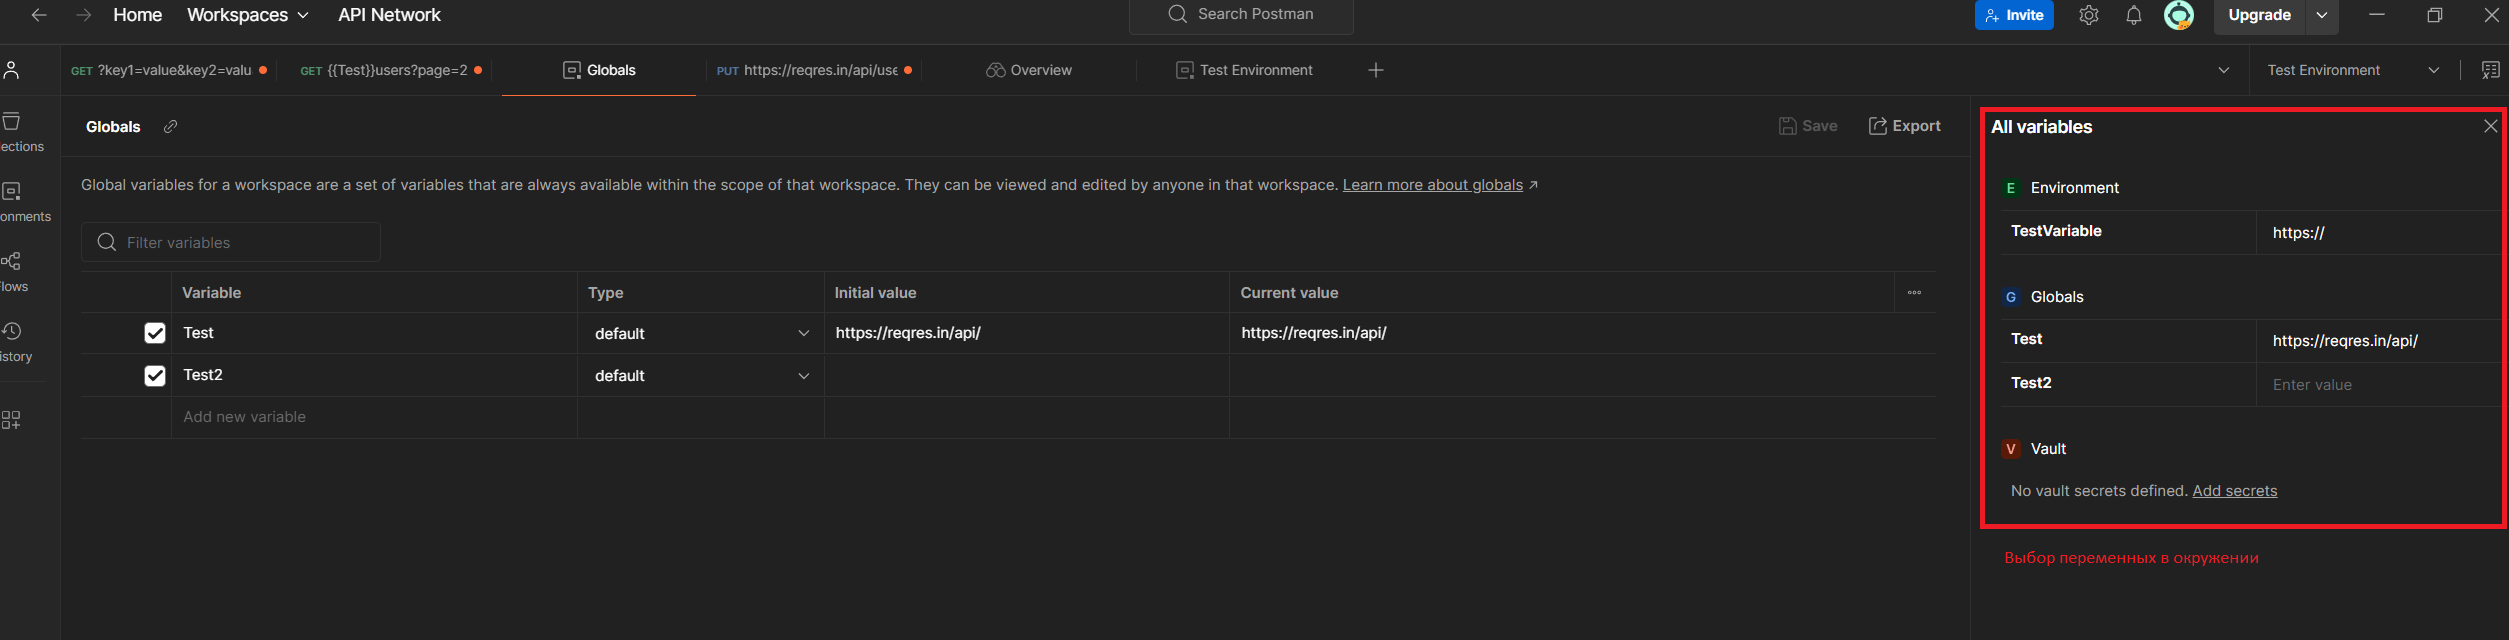 Home Workspaces API Network Search Postman Invite Upgrade
GET ?key1=value&key2=valu GET {{Test}}users?page=2 Globals PUT https://reqres.in/api/use Overview Test Environment Test Environment
Globals Save Export
Global variables for a workspace are a set of variables that are always available within the scope of that workspace. They can be viewed and edited by anyone in that workspace. Learn more about globals
Filter variables
Variable Type Initial value Current value
Test default https://reqres.in/api/ https://reqres.in/api/
Test2 default
Add new variable
lections
onments
lows
istory
All variables
E Environment
TestVariable https://
G Globals
Test https://reqres.in/api/
Test2 Enter value
V Vault
No vault secrets defined. Add secrets
Выбор переменных в окружении